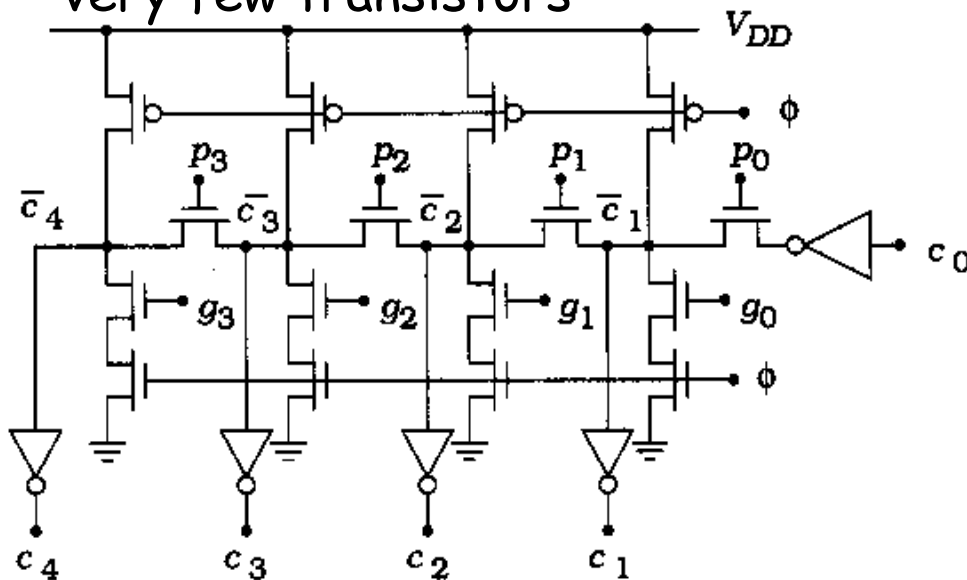 very few transistors
V_DD
ϕ
p_3 p_2 p_1 p_0
c̄_4 c̄_3 c̄_2 c̄_1 c_0
g_3 g_2 g_1 g_0
ϕ
c_4 c_3 c_2 c_1